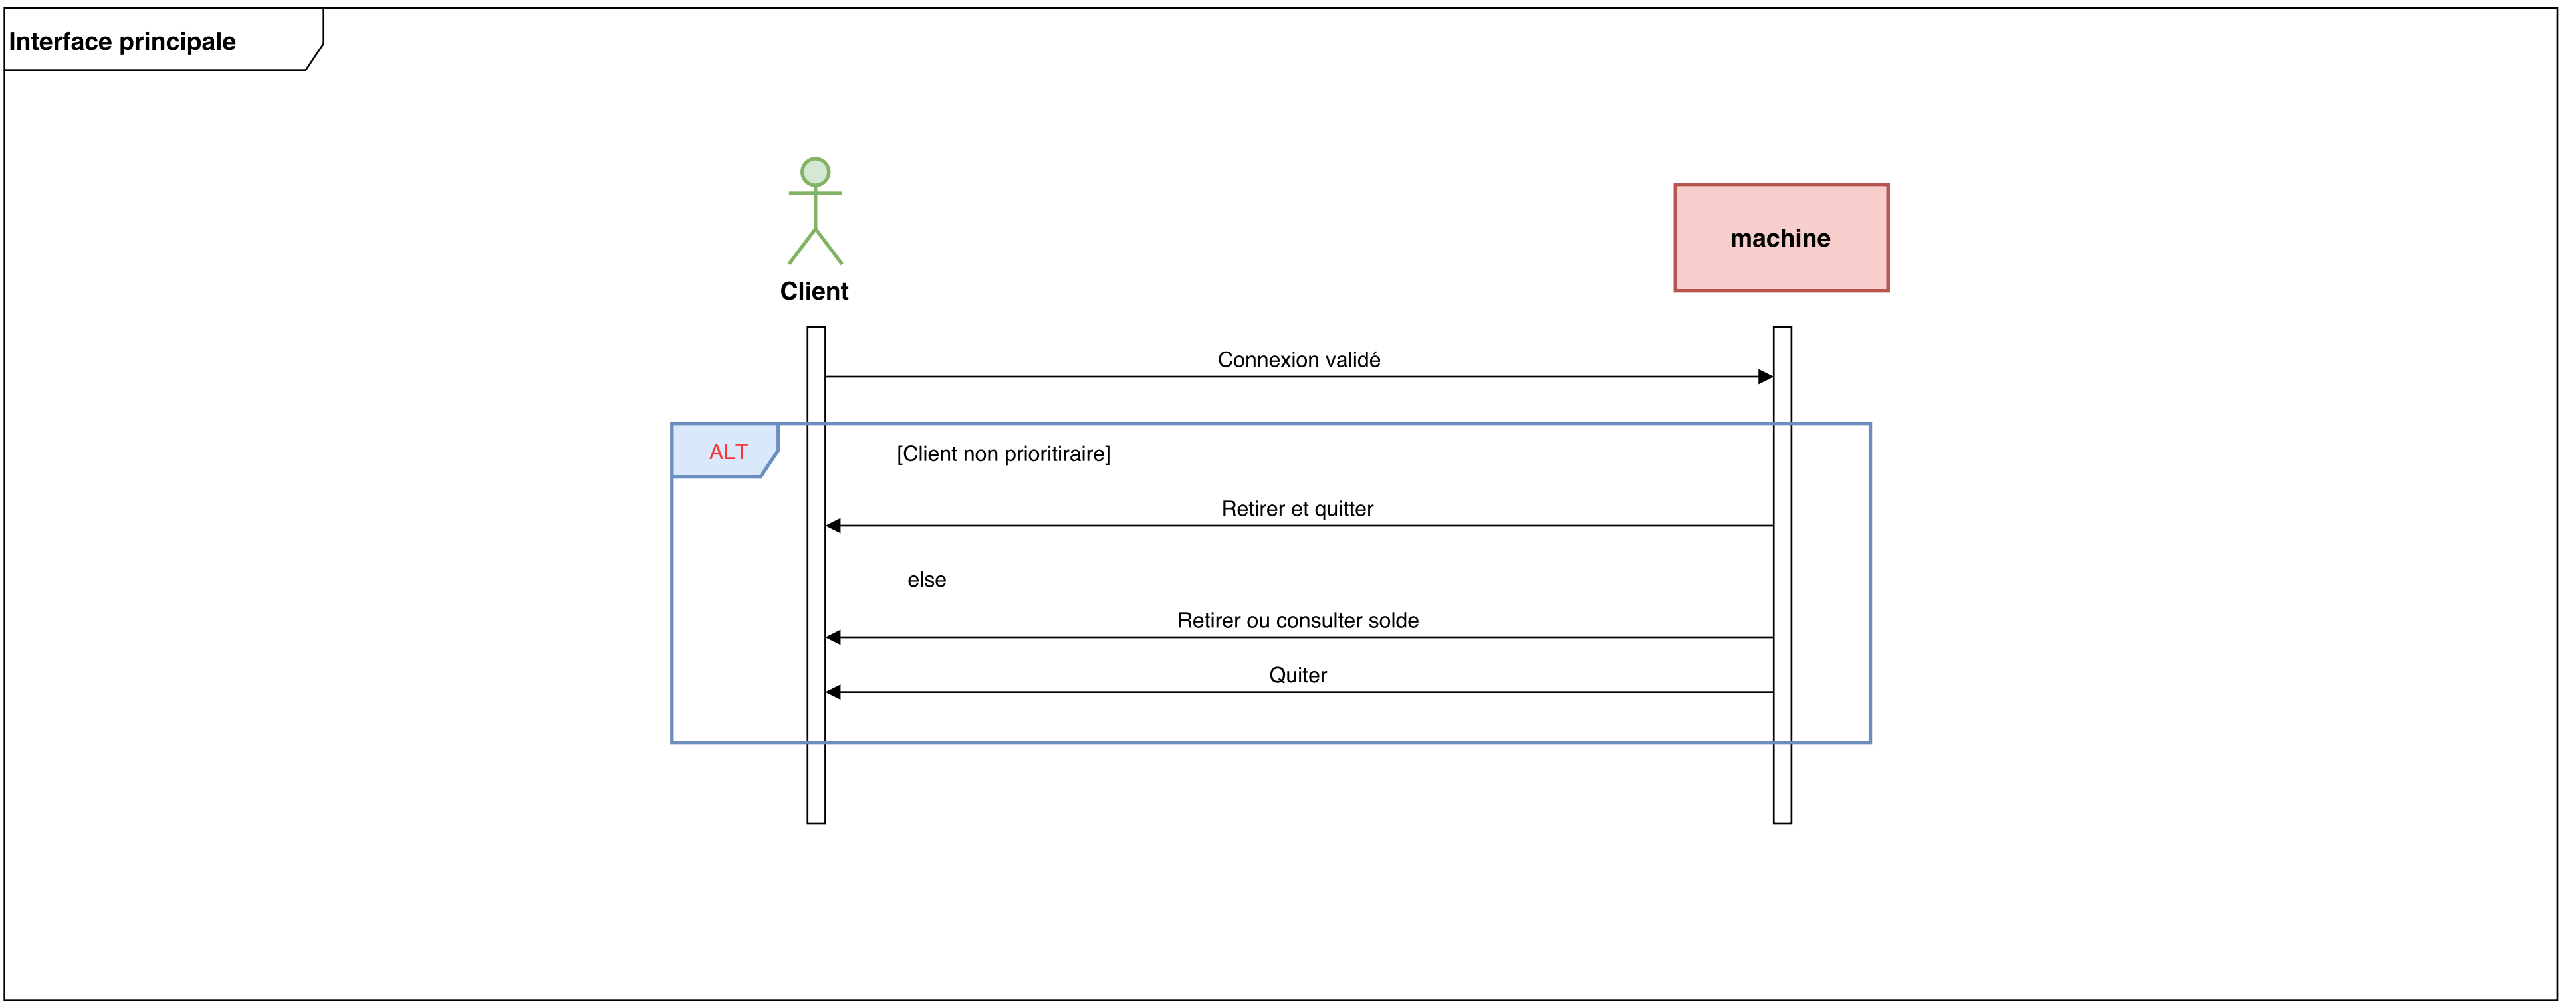 Interface principale
Client
machine
Connexion validé
ALT
[Client non prioritiraire]
Retirer et quitter
else
Retirer ou consulter solde
Quiter